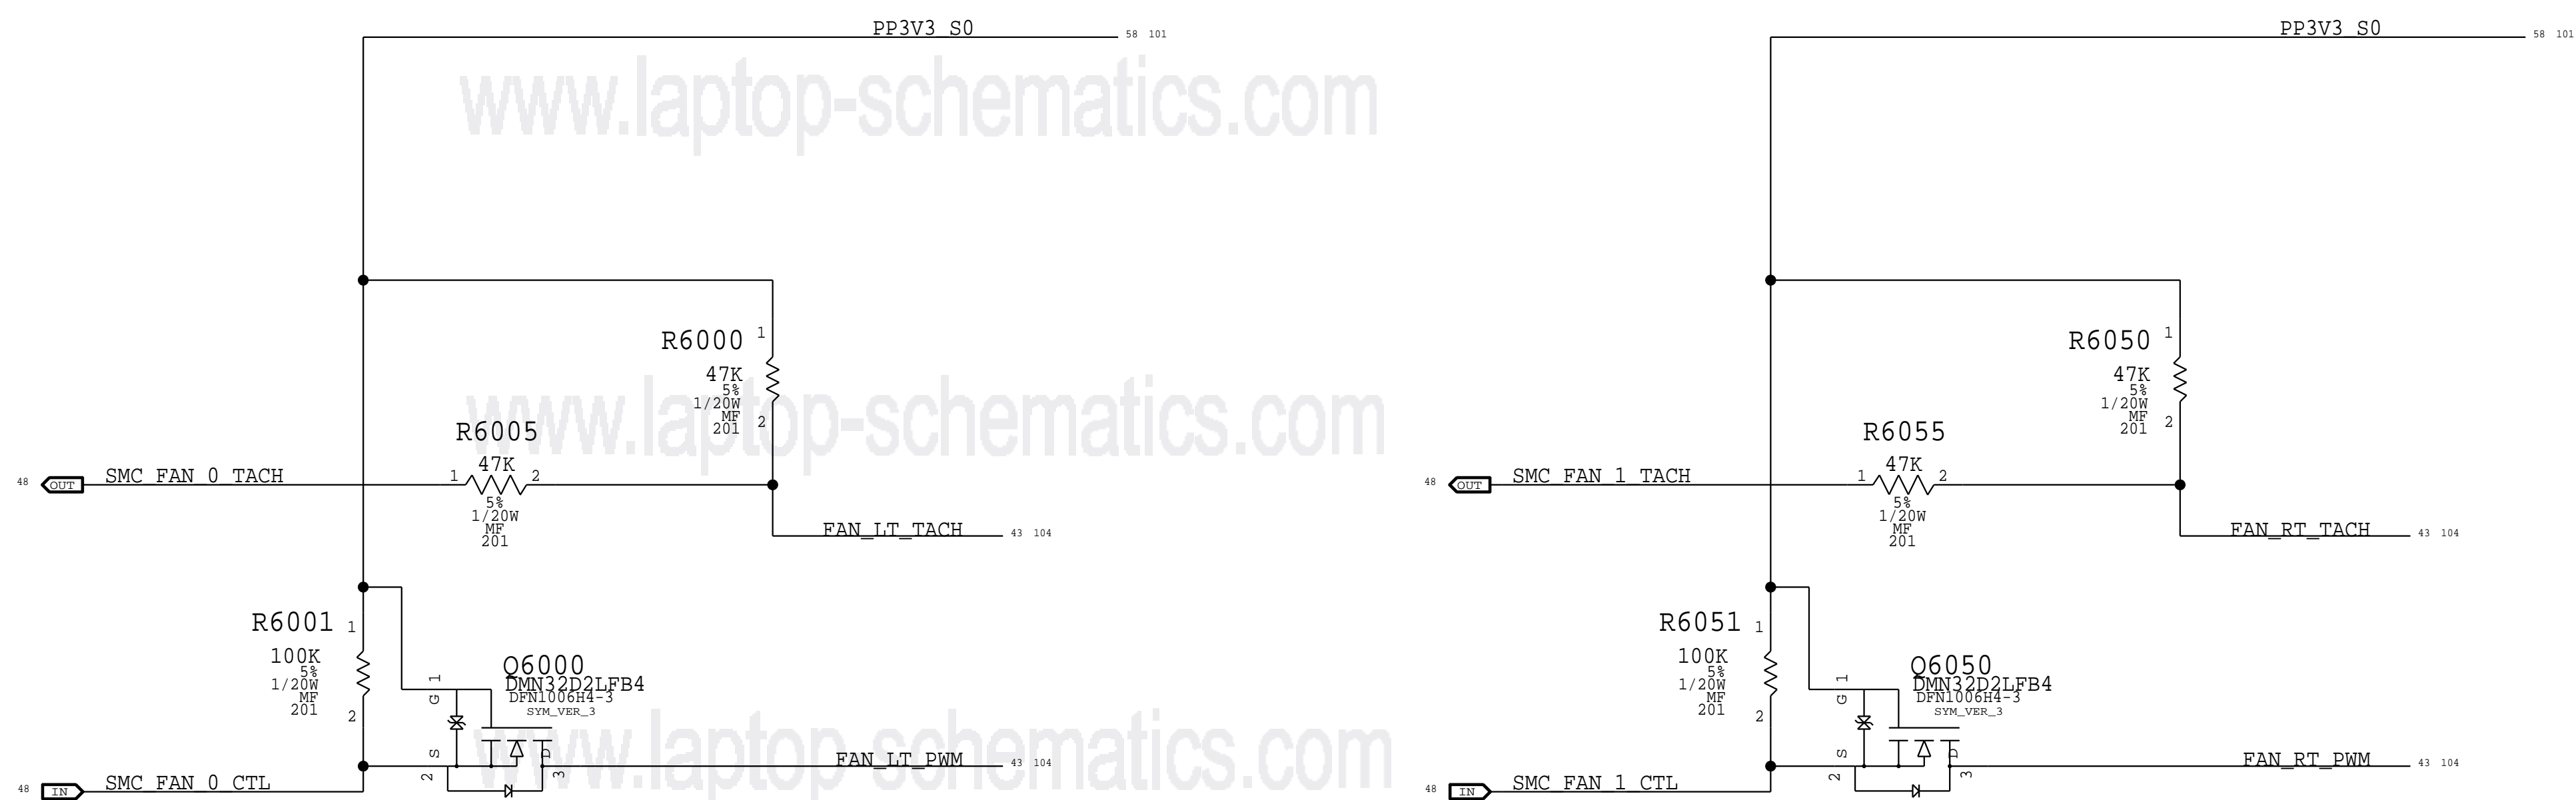 PP3V3_S0 58 101
www.laptop-schematics.com
R6000 1
47K
5%
1/20W
MF
201
2
www.laptop-schematics.com
R6005
47K
1 2
5%
1/20W
MF
201
48 OUT SMC_FAN_0_TACH
FAN_LT_TACH 43 104
R6001 1
100K
5%
1/20W
MF
201
2
Q6000
DMN32D2LFB4
DFN1006H4-3
SYM_VER_3
G 1
S 2
D 3
www.laptop-schematics.com
FAN_LT_PWM 43 104
48 IN SMC_FAN_0_CTL
PP3V3_S0 58 101
R6050 1
47K
5%
1/20W
MF
201
2
R6055
47K
1 2
5%
1/20W
MF
201
48 OUT SMC_FAN_1_TACH
FAN_RT_TACH 43 104
R6051 1
100K
5%
1/20W
MF
201
2
Q6050
DMN32D2LFB4
DFN1006H4-3
SYM_VER_3
G 1
S 2
D 3
FAN_RT_PWM 43 104
48 IN SMC_FAN_1_CTL